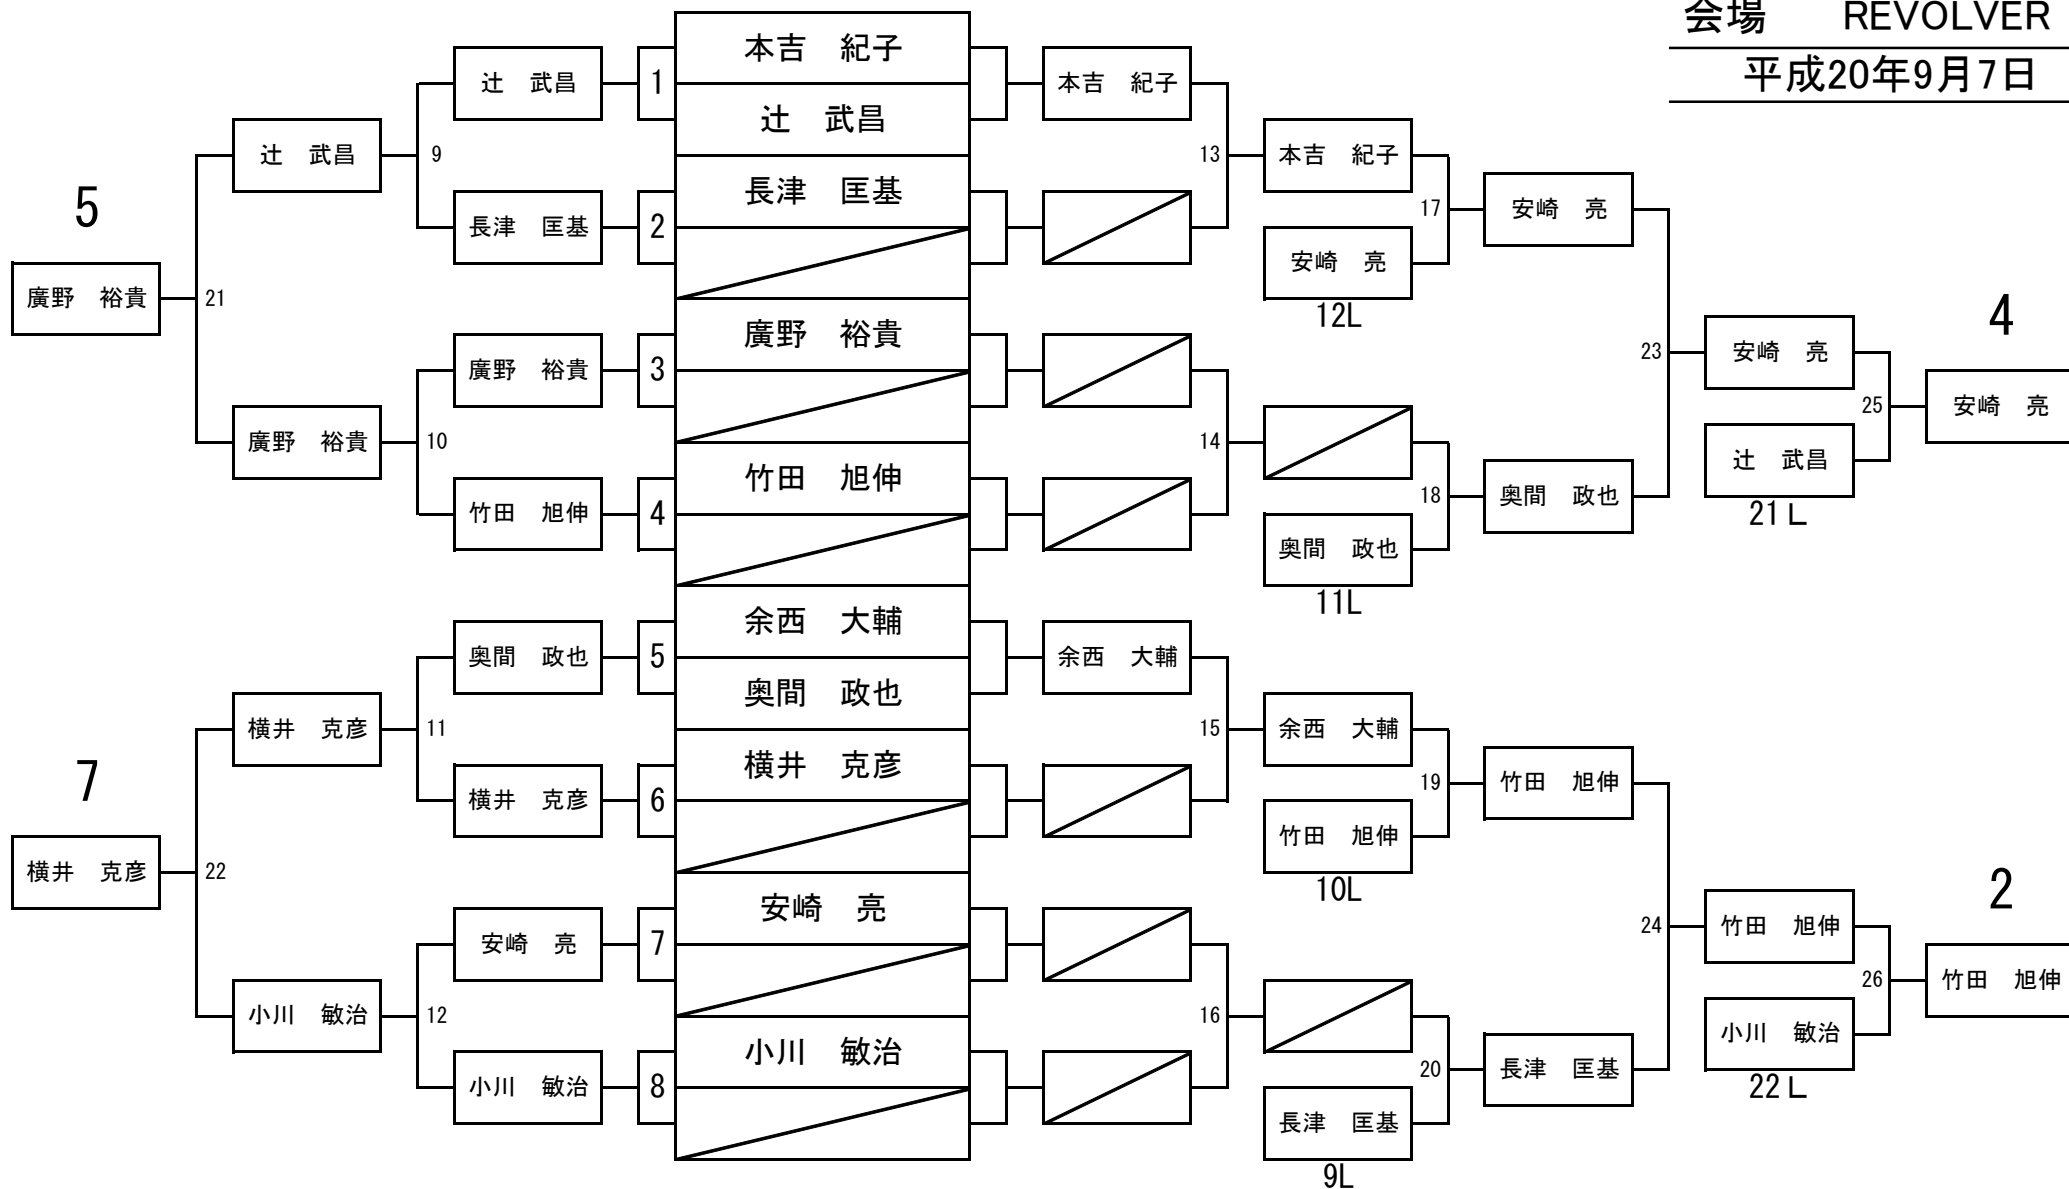 会場 REVOLVER
平成20年9月7日
本吉 紀子
辻 武昌 1 本吉 紀子
辻 武昌
辻 武昌 9 13 本吉 紀子
長津 匡基
5 17 安崎 亮
長津 匡基 2
安崎 亮
廣野 裕貴 21 12L 4
廣野 裕貴
23 安崎 亮
廣野 裕貴 3
25 安崎 亮
廣野 裕貴 10 14
辻 武昌
竹田 旭伸
18 奥間 政也
竹田 旭伸 4 21L
奥間 政也
11L
余西 大輔
奥間 政也 5 余西 大輔
奥間 政也
横井 克彦 11 15 余西 大輔
横井 克彦
7 19 竹田 旭伸
横井 克彦 6
竹田 旭伸
横井 克彦 22 10L 2
安崎 亮
24 竹田 旭伸
安崎 亮 7
26 竹田 旭伸
小川 敏治 12 16
小川 敏治
小川 敏治
20 長津 匡基
小川 敏治 8 22L
長津 匡基
9L